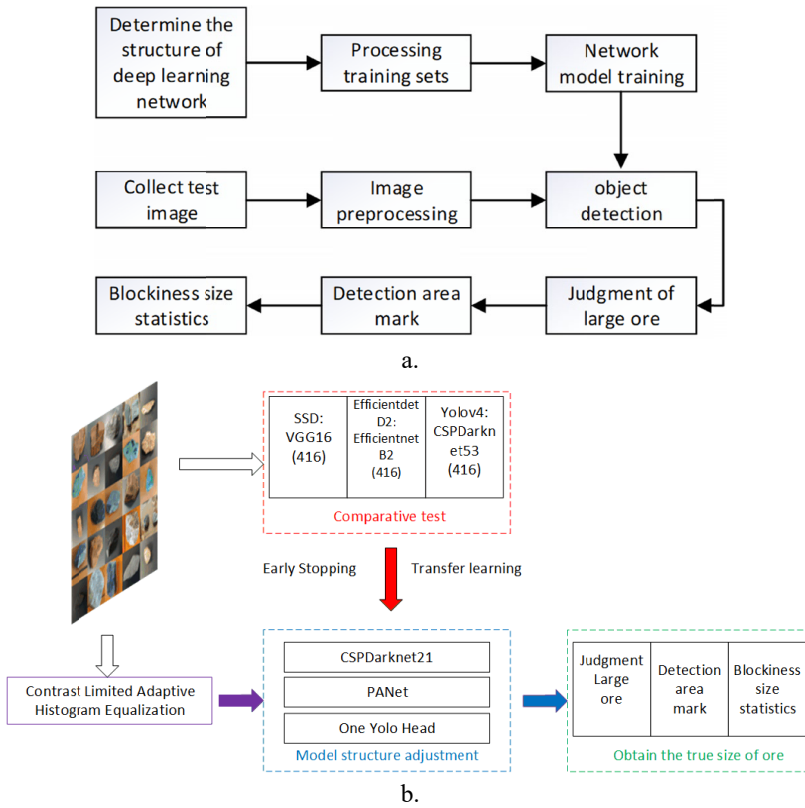 Determine the
structure of
deep learning
network
Processing
training sets
Network
model training
Collect test
image
Image
preprocessing
object
detection
Blockiness size
statistics
Detection area
mark
Judgment of
large ore
a.
SSD:
VGG16
(416)
Efficientdet
D2:
Efficientnet
B2
(416)
Yolov4:
CSPDarkn
et53
(416)
Comparative test
Early Stopping
Transfer learning
Contrast Limited Adaptive
Histogram Equalization
CSPDarknet21
PANet
One Yolo Head
Model structure adjustment
Judgment
Large
ore
Detection
area
mark
Blockiness
size
statistics
Obtain the true size of ore
b.